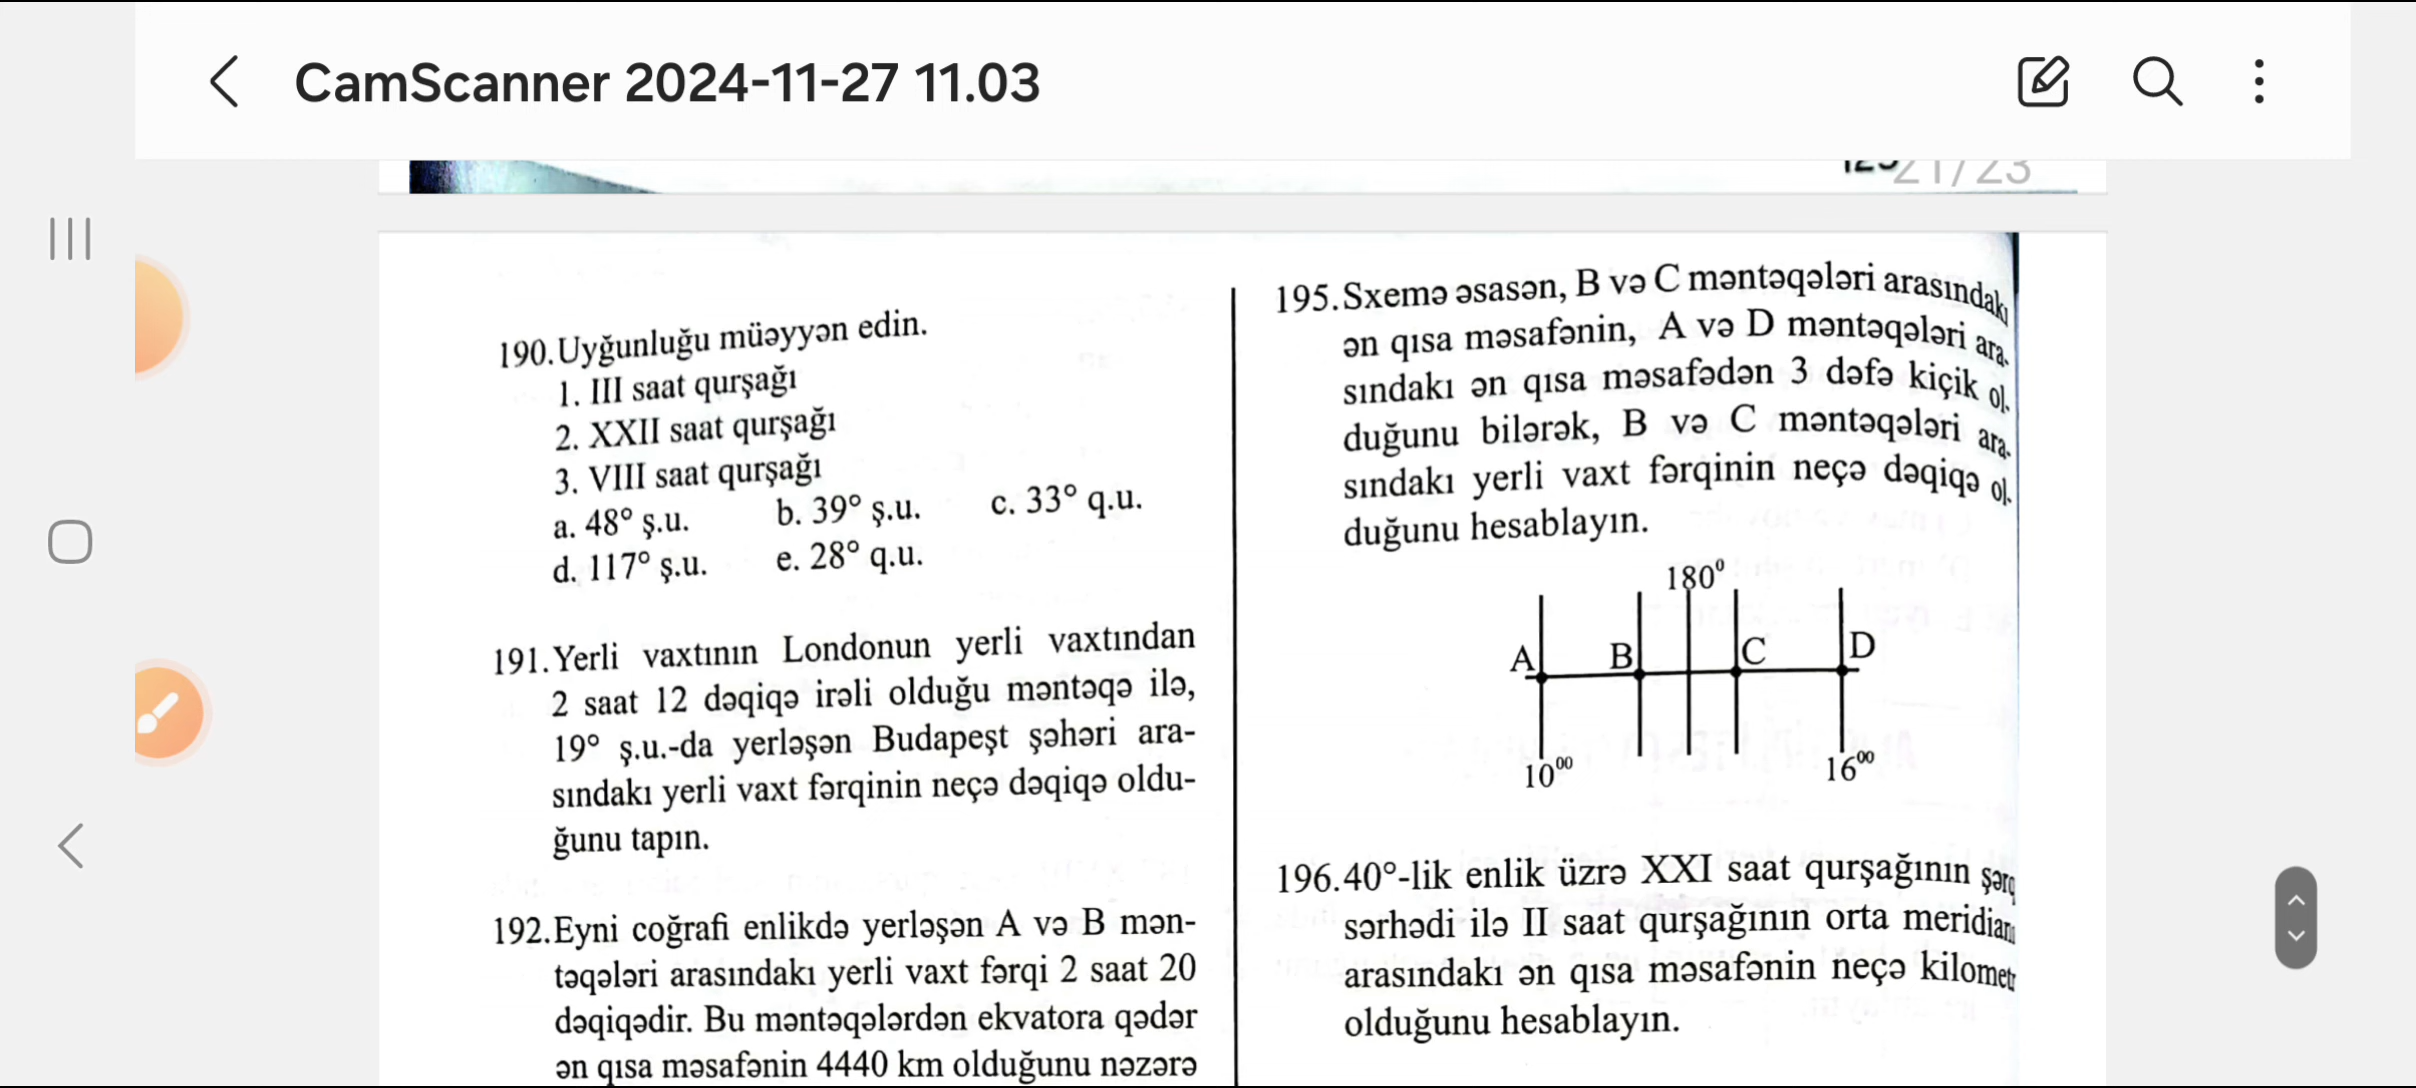 CamScanner 2024-11-27 11.03
21/23
190.Uyğunluğu müəyyən edin.
1. III saat qurşağı
2. XXII saat qurşağı
3. VIII saat qurşağı
a. 48° ş.u. b. 39° ş.u. c. 33° q.u.
d. 117° ş.u. e. 28° q.u.
191.Yerli vaxtının Londonun yerli vaxtından
2 saat 12 dəqiqə irəli olduğu məntəqə ilə,
19° ş.u.-da yerləşən Budapeşt şəhəri ara-
sındakı yerli vaxt fərqinin neçə dəqiqə oldu-
ğunu tapın.
192.Eyni coğrafi enlikdə yerləşən A və B mən-
təqələri arasındakı yerli vaxt fərqi 2 saat 20
dəqiqədir. Bu məntəqələrdən ekvatora qədər
ən qısa məsafənin 4440 km olduğunu nəzərə
195.Sxemə əsasən, B və C məntəqələri arasındakı
ən qısa məsafənin, A və D məntəqələri ara-
sındakı ən qısa məsafədən 3 dəfə kiçik ol-
duğunu bilərək, B və C məntəqələri ara-
sındakı yerli vaxt fərqinin neçə dəqiqə ol-
duğunu hesablayın.
180⁰
A B C D
10⁰⁰ 16⁰⁰
196.40°-lik enlik üzrə XXI saat qurşağının şərq
sərhədi ilə II saat qurşağının orta meridianı
arasındakı ən qısa məsafənin neçə kilometr
olduğunu hesablayın.